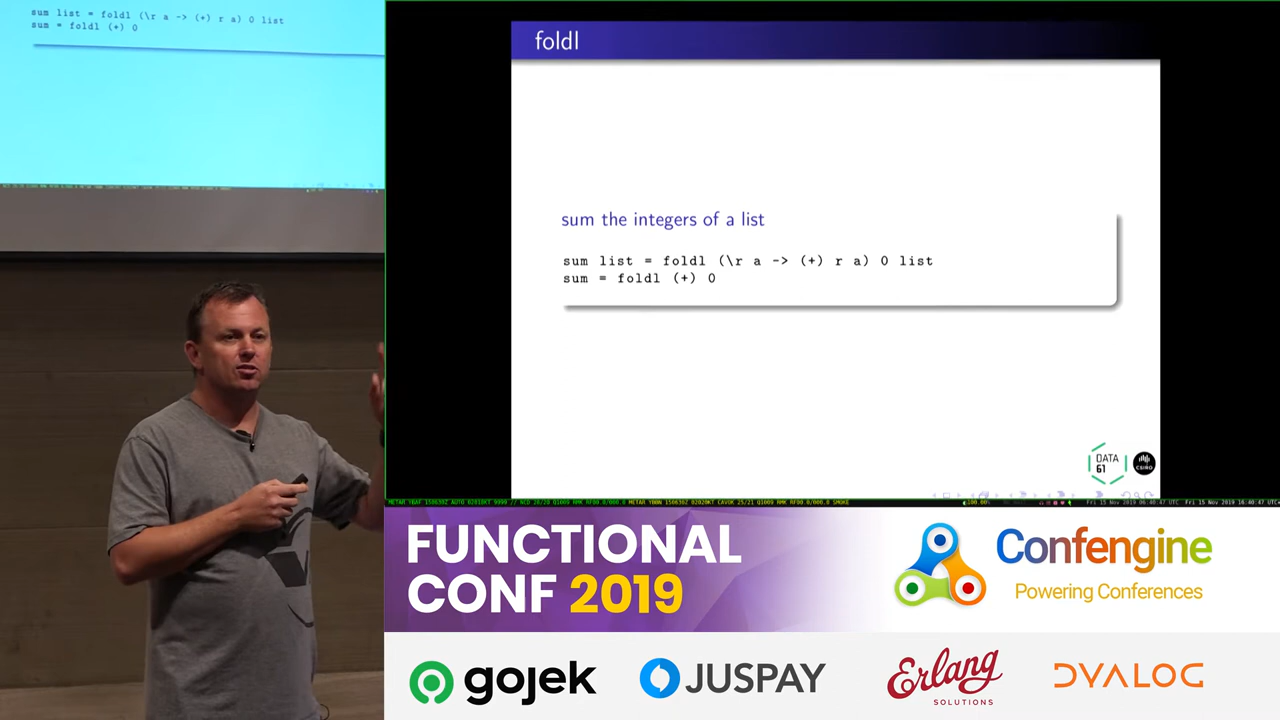 sum list = foldl (\r a -> (+) r a) 0 list
sum = foldl (+) 0
foldl
sum the integers of a list
sum list = foldl (\r a -> (+) r a) 0 list
sum = foldl (+) 0
DATA
61
CSIRO
FUNCTIONAL
CONF 2019
Confengine
Powering Conferences
gojek
JUSPAY
Erlang
SOLUTIONS
DYALOG